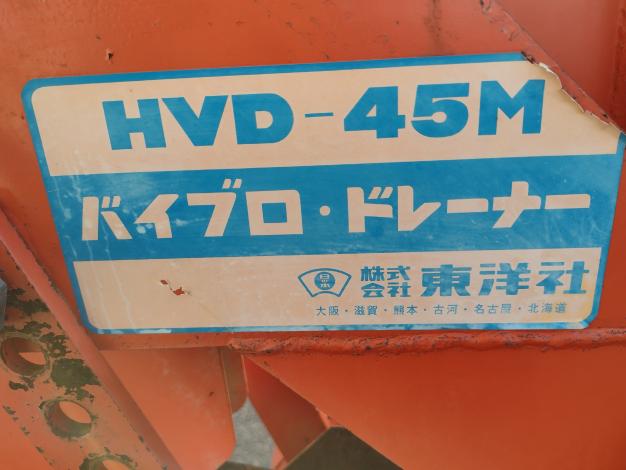 HVD-45M
バイブロ・ドレーナー
株式会社 東洋社
大阪・滋賀・熊本・古河・名古屋・北海道